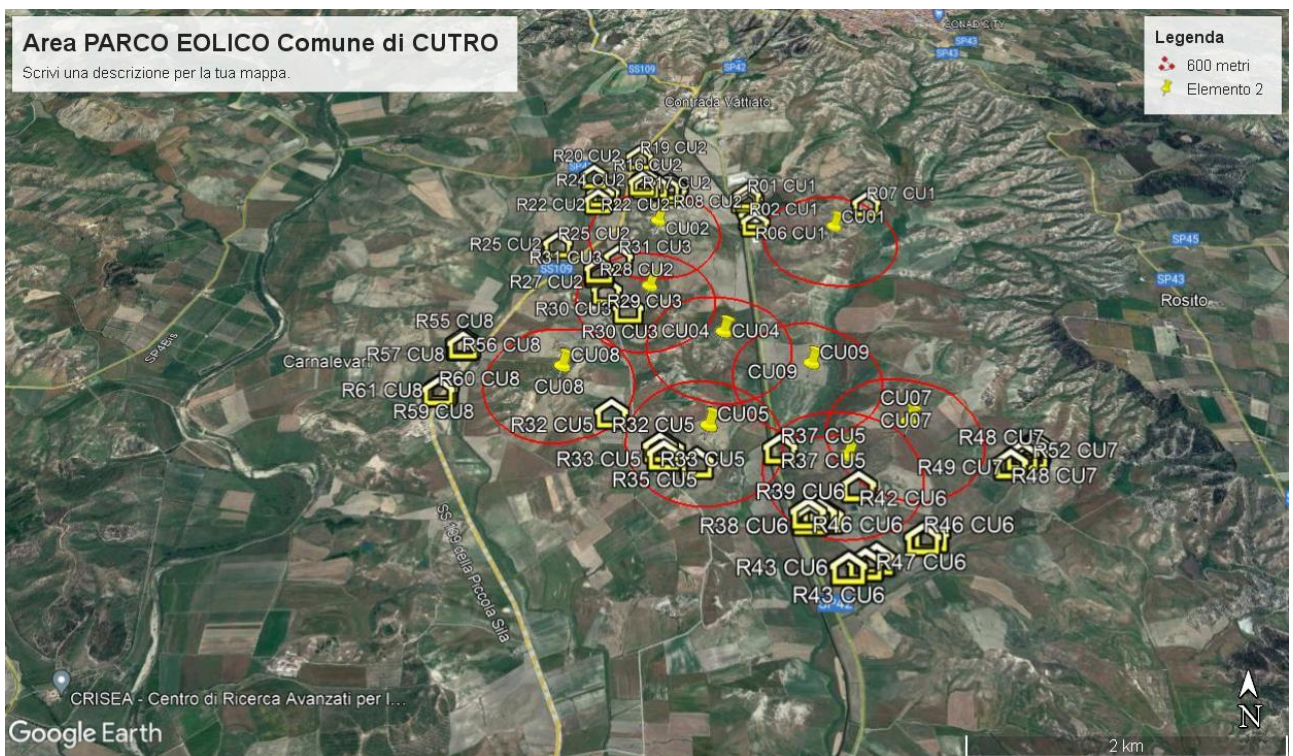 Area PARCO EOLICO Comune di CUTRO
Scrivi una descrizione per la tua mappa.
Legenda
600 metri
Elemento 2
CONAD CITY
SP43
SP43
SS109
SP42
Contrada Vattiato
R19 CU2
R20 CU2
R16 CU2
R24 CU2
R17 CU2
R22 CU2
R22 CU2
R08 CU2
R01 CU1
R07 CU1
R02 CU1
CU02
CU01
R06 CU1
R25 CU2
R25 CU2
R31 CU3
R31 CU3
SS109
R28 CU2
R27 CU2
R29 CU3
R30 CU3
R30 CU3
CU04
CU04
SP45
SP43
Rosito
R55 CU8
R56 CU8
R57 CU8
SP4Bis
Carnalevari
CU08
CU08
CU09
CU09
R60 CU8
R61 CU8
R59 CU8
CU07
CU07
CU05
R32 CU5
R32 CU5
R37 CU5
R37 CU5
R33 CU5
R33 CU5
R35 CU5
R48 CU7
R52 CU7
R49 CU7
R48 CU7
R39 CU6
R42 CU6
R38 CU6
R46 CU6
R46 CU6
R43 CU6
R47 CU6
R43 CU6
SP42
SS 109 della Piccola Sila
CRISEA - Centro di Ricerca Avanzati per l...
Google Earth
N
2 km